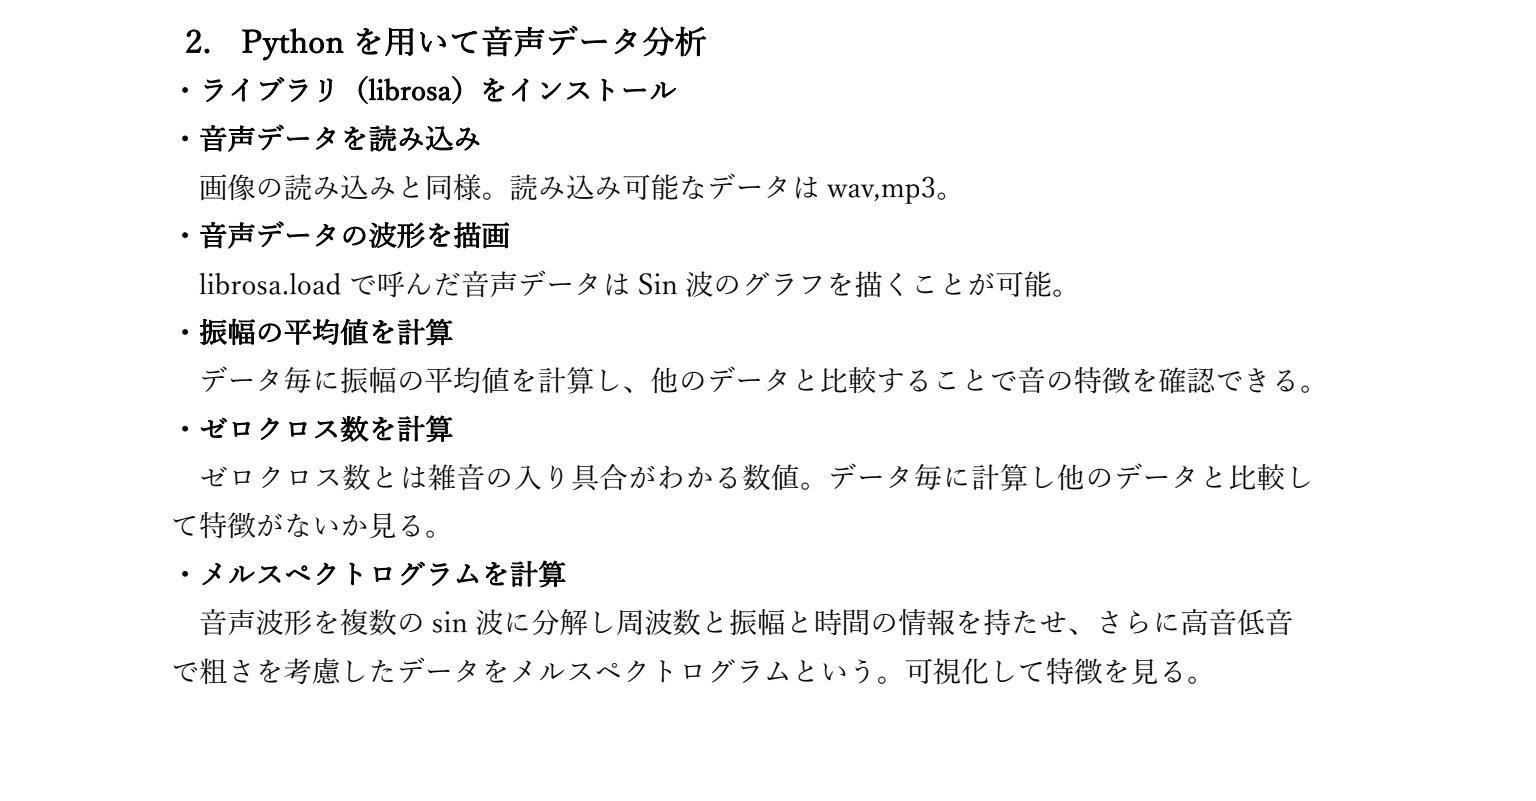 2. Python を用いて音声データ分析
・ライブラリ（librosa）をインストール
・音声データを読み込み
画像の読み込みと同様。読み込み可能なデータは wav,mp3。
・音声データの波形を描画
librosa.load で呼んだ音声データは Sin 波のグラフを描くことが可能。
・振幅の平均値を計算
データ毎に振幅の平均値を計算し、他のデータと比較することで音の特徴を確認できる。
・ゼロクロス数を計算
ゼロクロス数とは雑音の入り具合がわかる数値。データ毎に計算し他のデータと比較し
て特徴がないか見る。
・メルスペクトログラムを計算
音声波形を複数の sin 波に分解し周波数と振幅と時間の情報を持たせ、さらに高音低音
で粗さを考慮したデータをメルスペクトログラムという。可視化して特徴を見る。